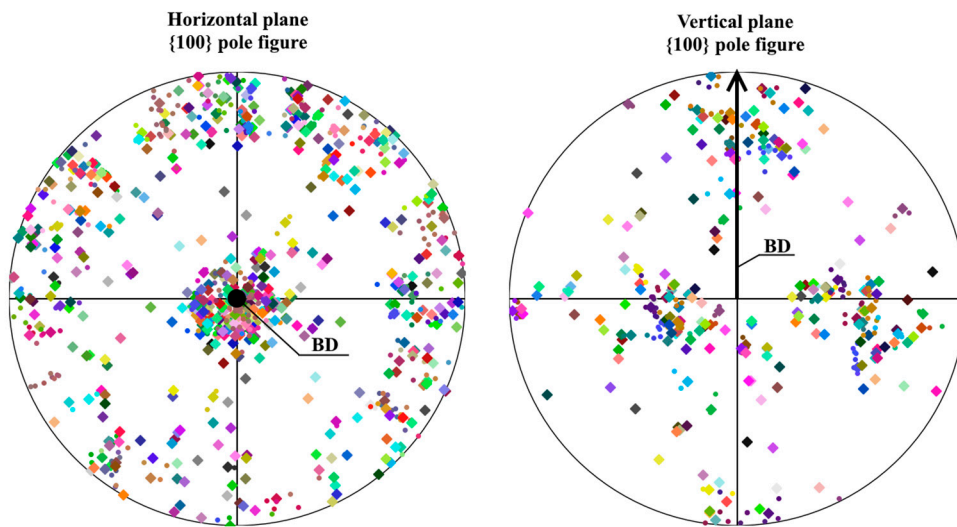 Horizontal plane
{100} pole figure
BD
Vertical plane
{100} pole figure
BD